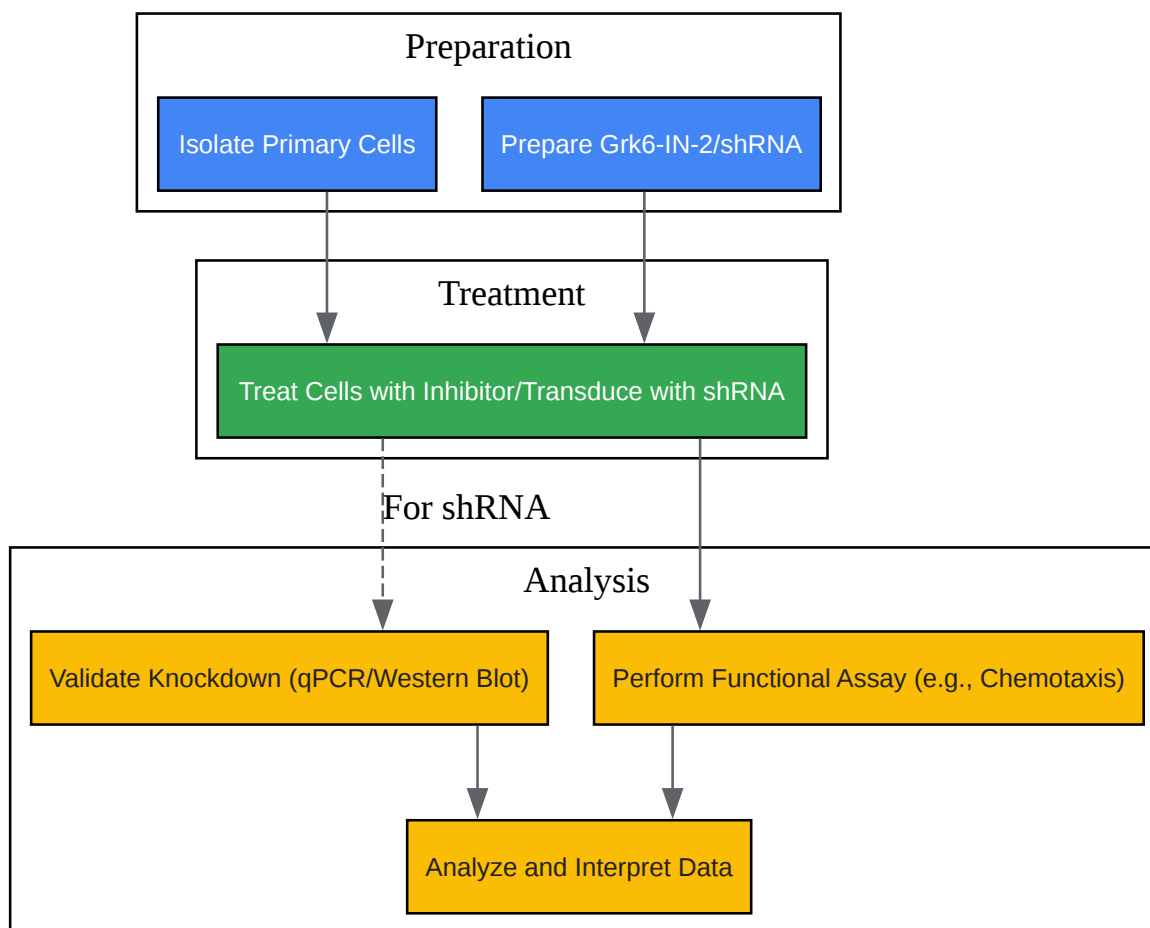 Preparation
Isolate Primary Cells
Prepare Grk6-IN-2/shRNA
Treatment
Treat Cells with Inhibitor/Transduce with shRNA
For shRNA
Analysis
Validate Knockdown (qPCR/Western Blot)
Perform Functional Assay (e.g., Chemotaxis)
Analyze and Interpret Data